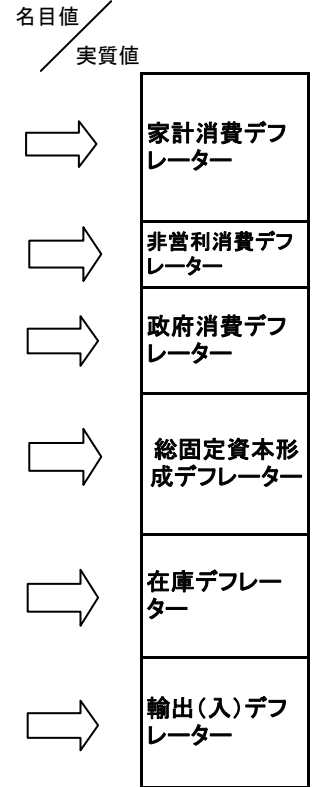 名目値
実質値
家計消費デフ
レーター
非営利消費デフ
レーター
政府消費デフ
レーター
総固定資本形
成デフレーター
在庫デフレー
ター
輸出(入)デフ
レーター